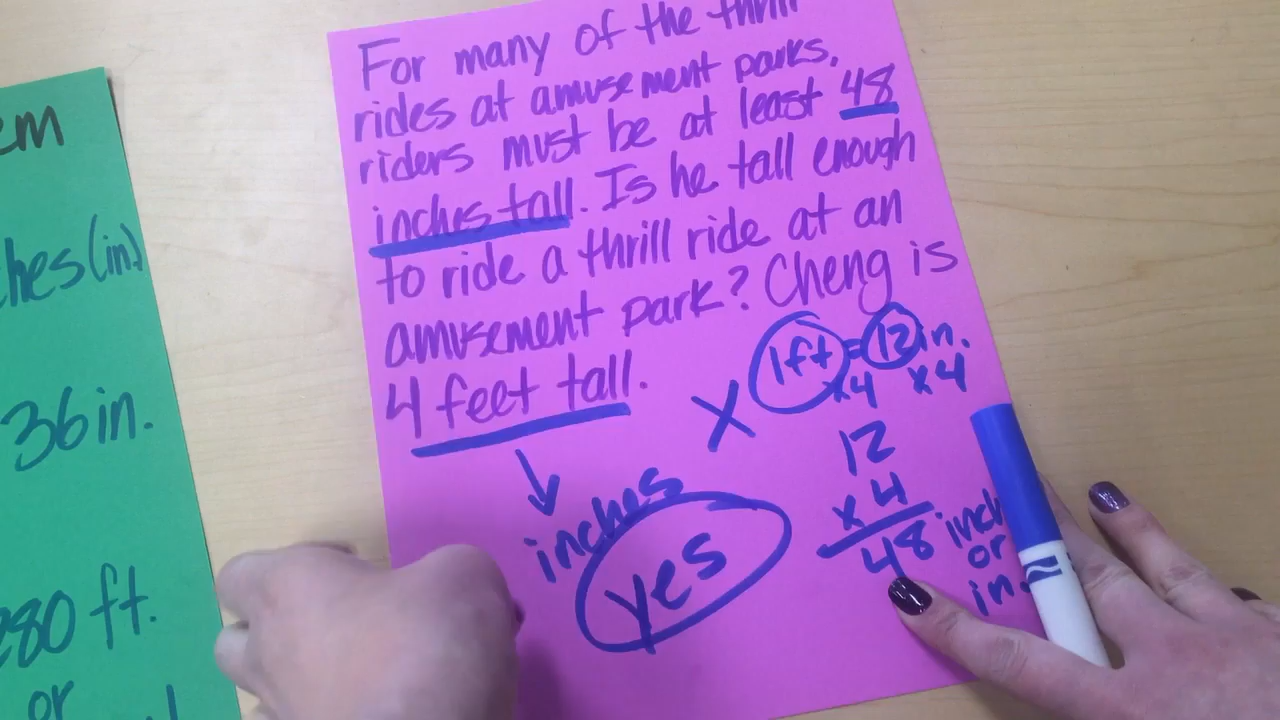 For many of the thrill
rides at amusement parks,
riders must be at least 48
inches tall. Is he tall enough
to ride a thrill ride at an
amusement park? Cheng is
4 feet tall.
1ft = 12 in.
x4 x4
X
12
x 4
48 inch
or
in.
inches
yes
em
ches (in.)
36 in.
280 ft.
or